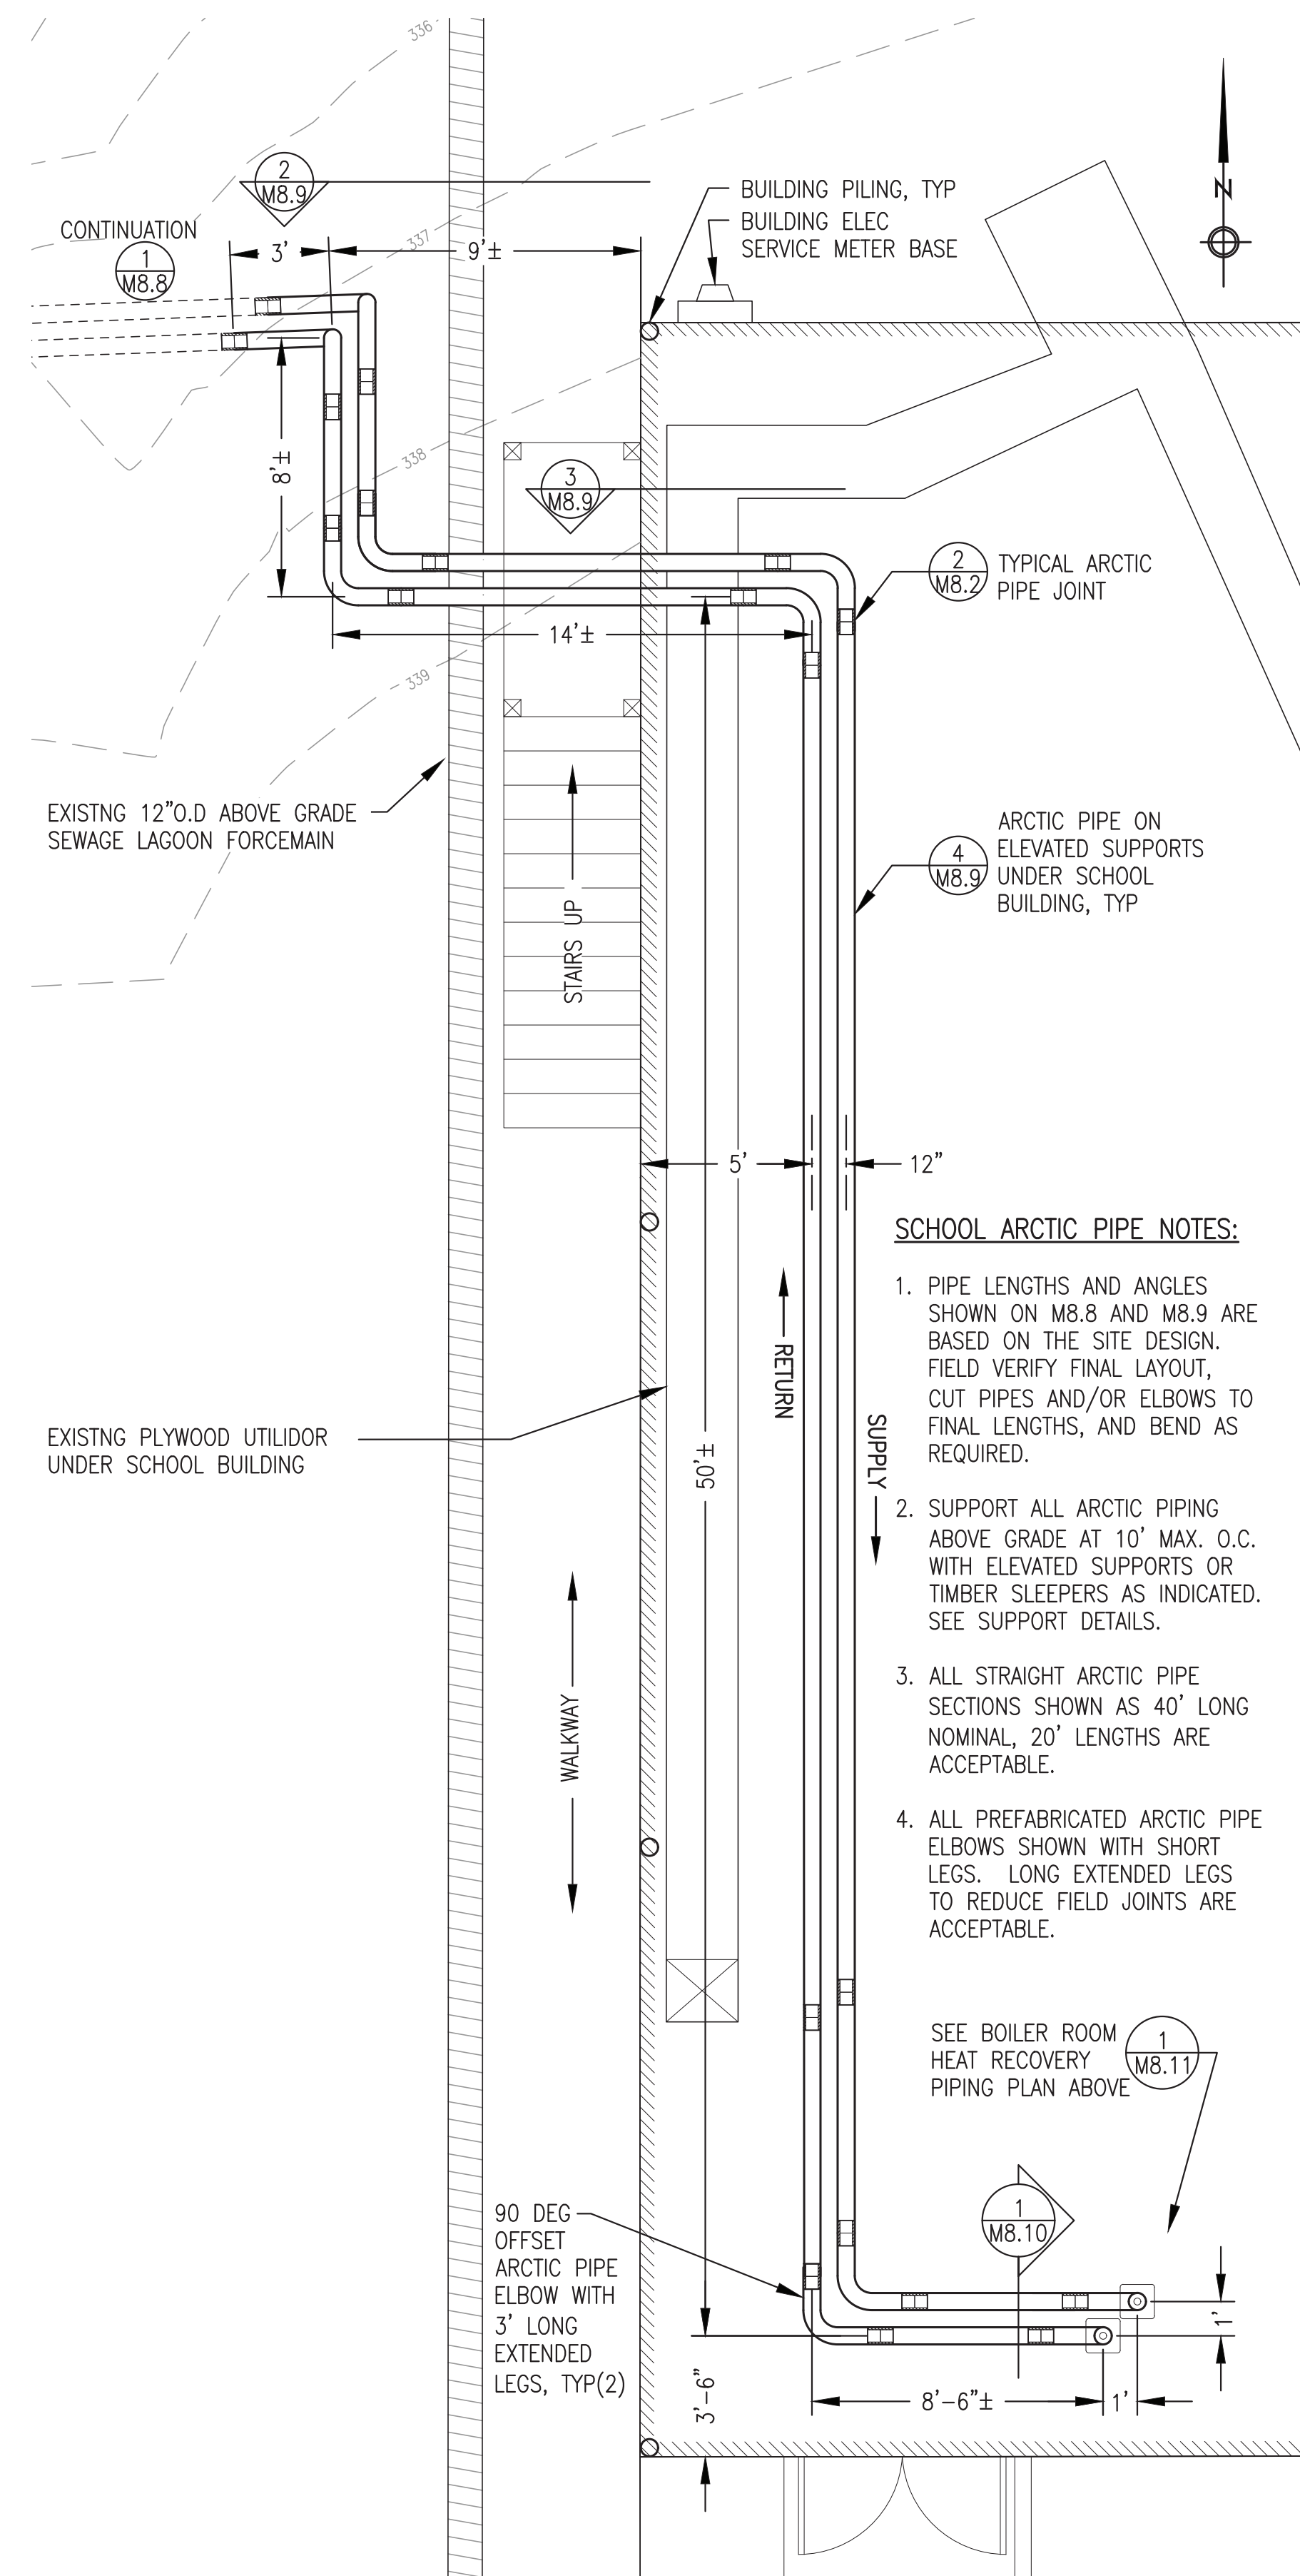 336
2
M8.9
BUILDING PILING, TYP
BUILDING ELEC
SERVICE METER BASE
N
CONTINUATION
1
M8.8
3'
9'±
337
8'±
338
3
M8.9
2
M8.2
TYPICAL ARCTIC
PIPE JOINT
14'±
339
EXISTNG 12"O.D ABOVE GRADE
SEWAGE LAGOON FORCEMAIN
4
M8.9
ARCTIC PIPE ON
ELEVATED SUPPORTS
UNDER SCHOOL
BUILDING, TYP
STAIRS UP
5'
12"
SCHOOL ARCTIC PIPE NOTES:
1. PIPE LENGTHS AND ANGLES
SHOWN ON M8.8 AND M8.9 ARE
BASED ON THE SITE DESIGN.
FIELD VERIFY FINAL LAYOUT,
CUT PIPES AND/OR ELBOWS TO
FINAL LENGTHS, AND BEND AS
REQUIRED.
2. SUPPORT ALL ARCTIC PIPING
ABOVE GRADE AT 10' MAX. O.C.
WITH ELEVATED SUPPORTS OR
TIMBER SLEEPERS AS INDICATED.
SEE SUPPORT DETAILS.
3. ALL STRAIGHT ARCTIC PIPE
SECTIONS SHOWN AS 40' LONG
NOMINAL, 20' LENGTHS ARE
ACCEPTABLE.
4. ALL PREFABRICATED ARCTIC PIPE
ELBOWS SHOWN WITH SHORT
LEGS. LONG EXTENDED LEGS
TO REDUCE FIELD JOINTS ARE
ACCEPTABLE.
RETURN
SUPPLY
EXISTNG PLYWOOD UTILIDOR
UNDER SCHOOL BUILDING
50'±
WALKWAY
SEE BOILER ROOM
HEAT RECOVERY
PIPING PLAN ABOVE
1
M8.11
1
M8.10
90 DEG
OFFSET
ARCTIC PIPE
ELBOW WITH
3' LONG
EXTENDED
LEGS, TYP(2)
1'
3'-6"
8'-6"±
1'